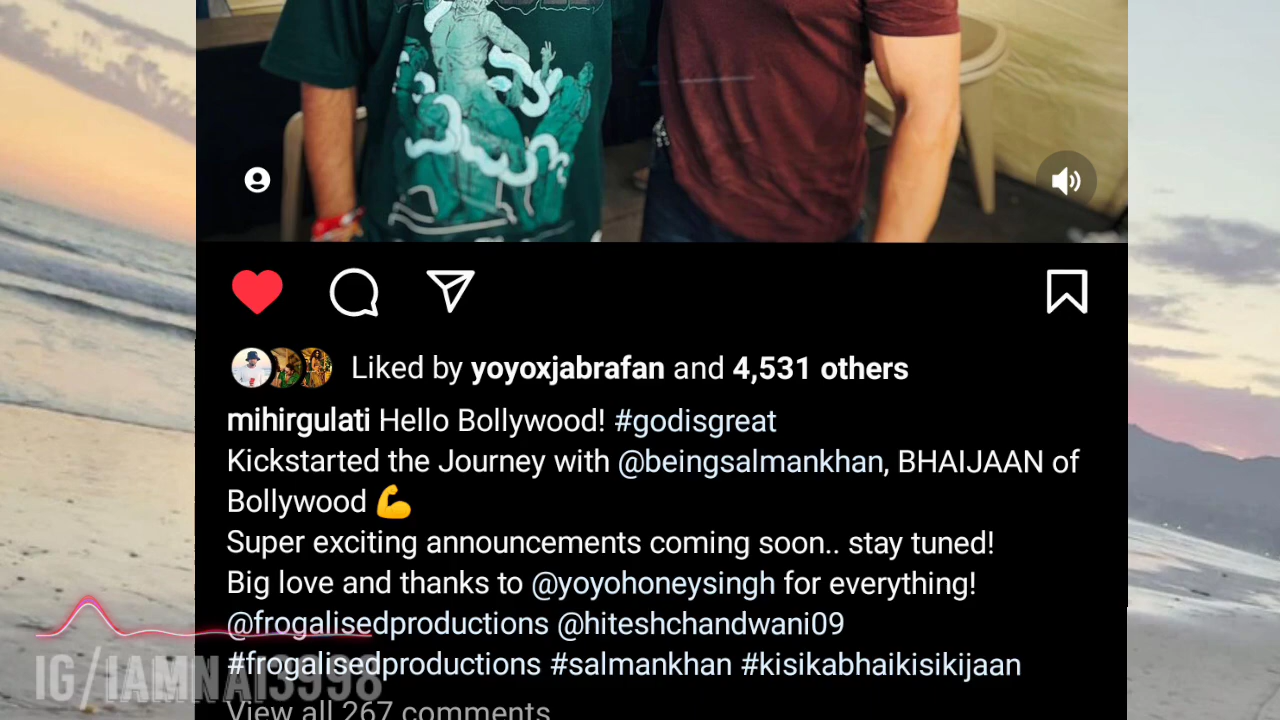 Liked by yoyoxjabrafan and 4,531 others
mihirgulati Hello Bollywood! #godisgreat
Kickstarted the Journey with @beingsalmankhan, BHAIJAAN of
Bollywood 💪
Super exciting announcements coming soon.. stay tuned!
Big love and thanks to @yoyohoneysingh for everything!
@frogalisedproductions @hiteshchandwani09
#frogalisedproductions #salmankhan #kisikabhaikisikijaan
IG/IAMNAI3998
View all 267 comments